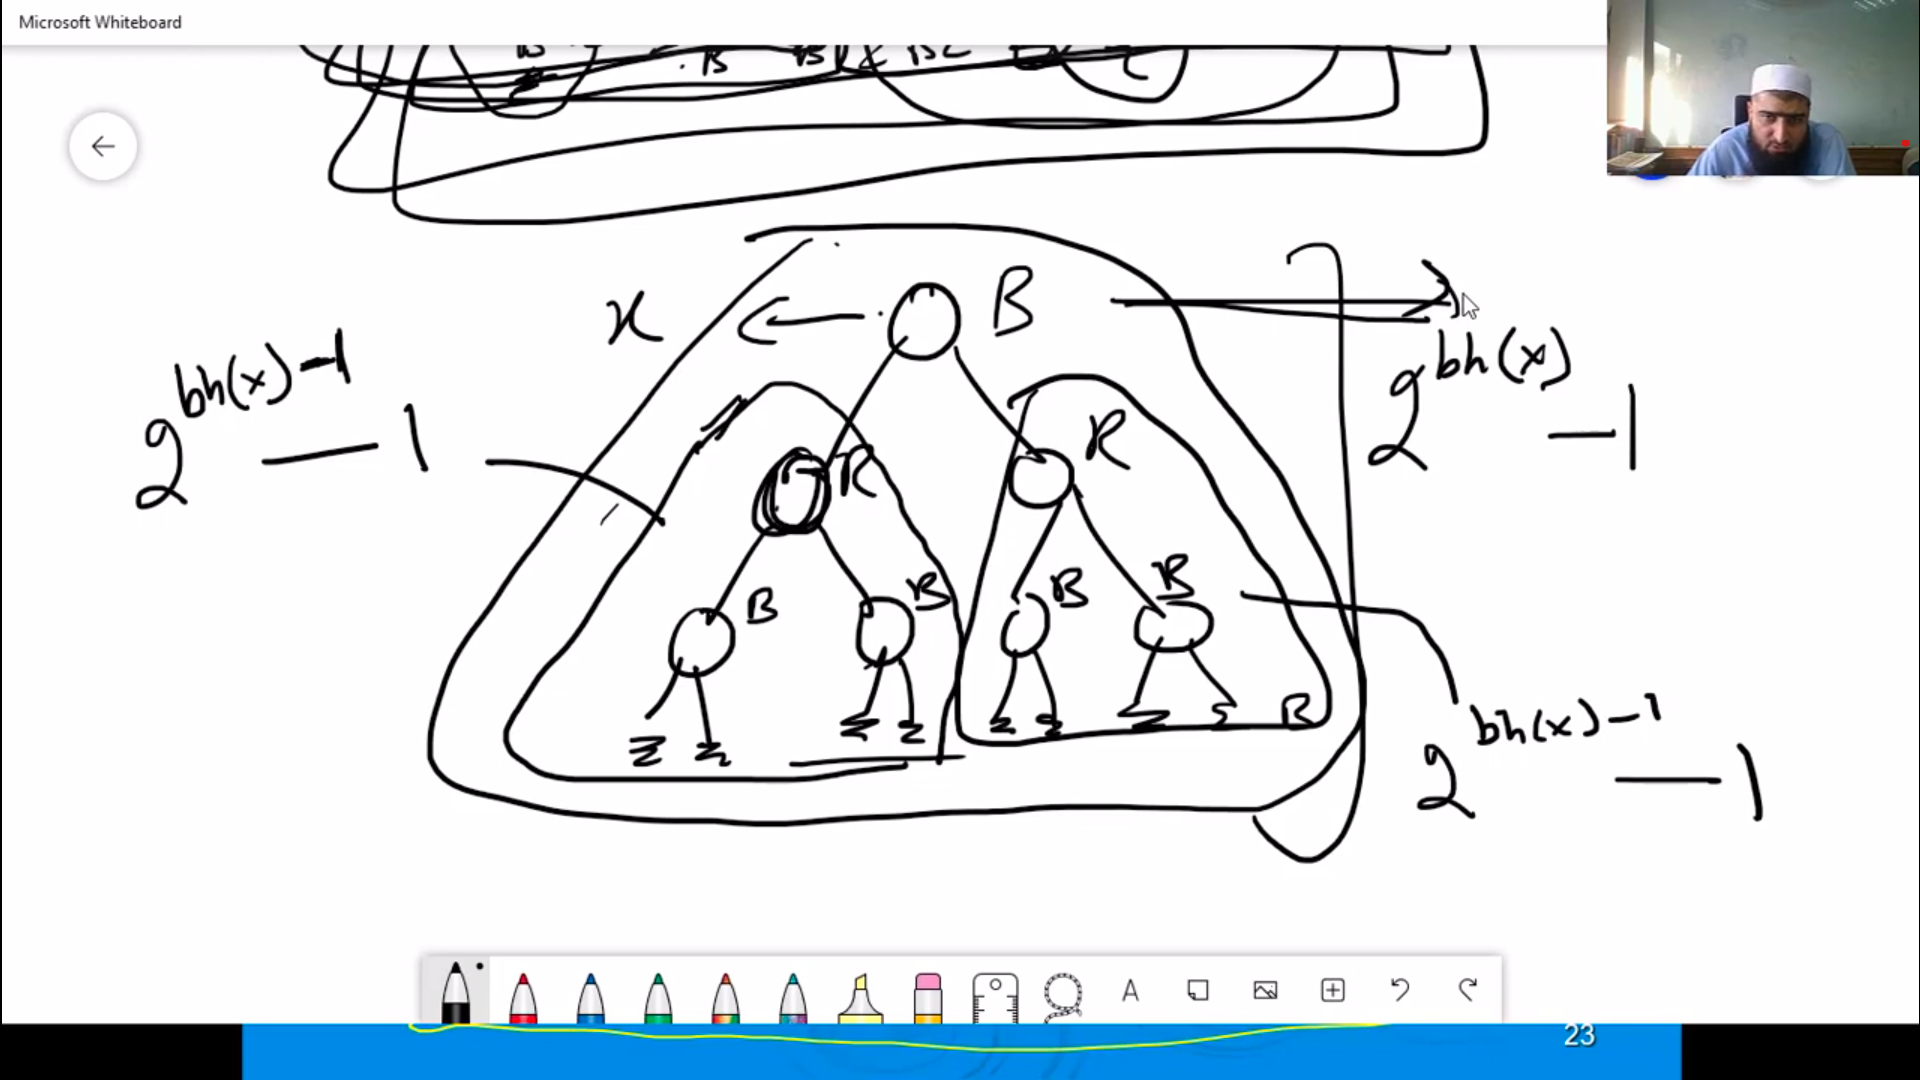 Microsoft Whiteboard
B
x
2^{bh(x)-1} - 1
2^{bh(x)} - 1
R
R
B
B
B
B
B
2^{bh(x)-1} - 1
A
23